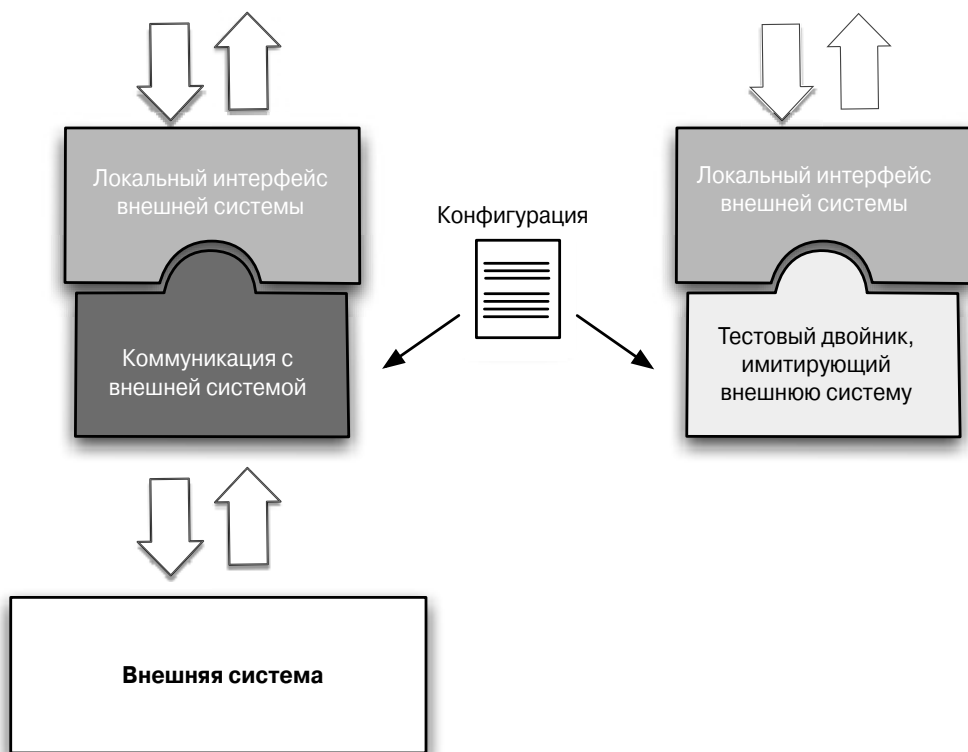 Локальный интерфейс
внешней системы
Локальный интерфейс
внешней системы
Конфигурация
Коммуникация с
внешней системой
Тестовый двойник,
имитирующий
внешнюю систему
Внешняя система